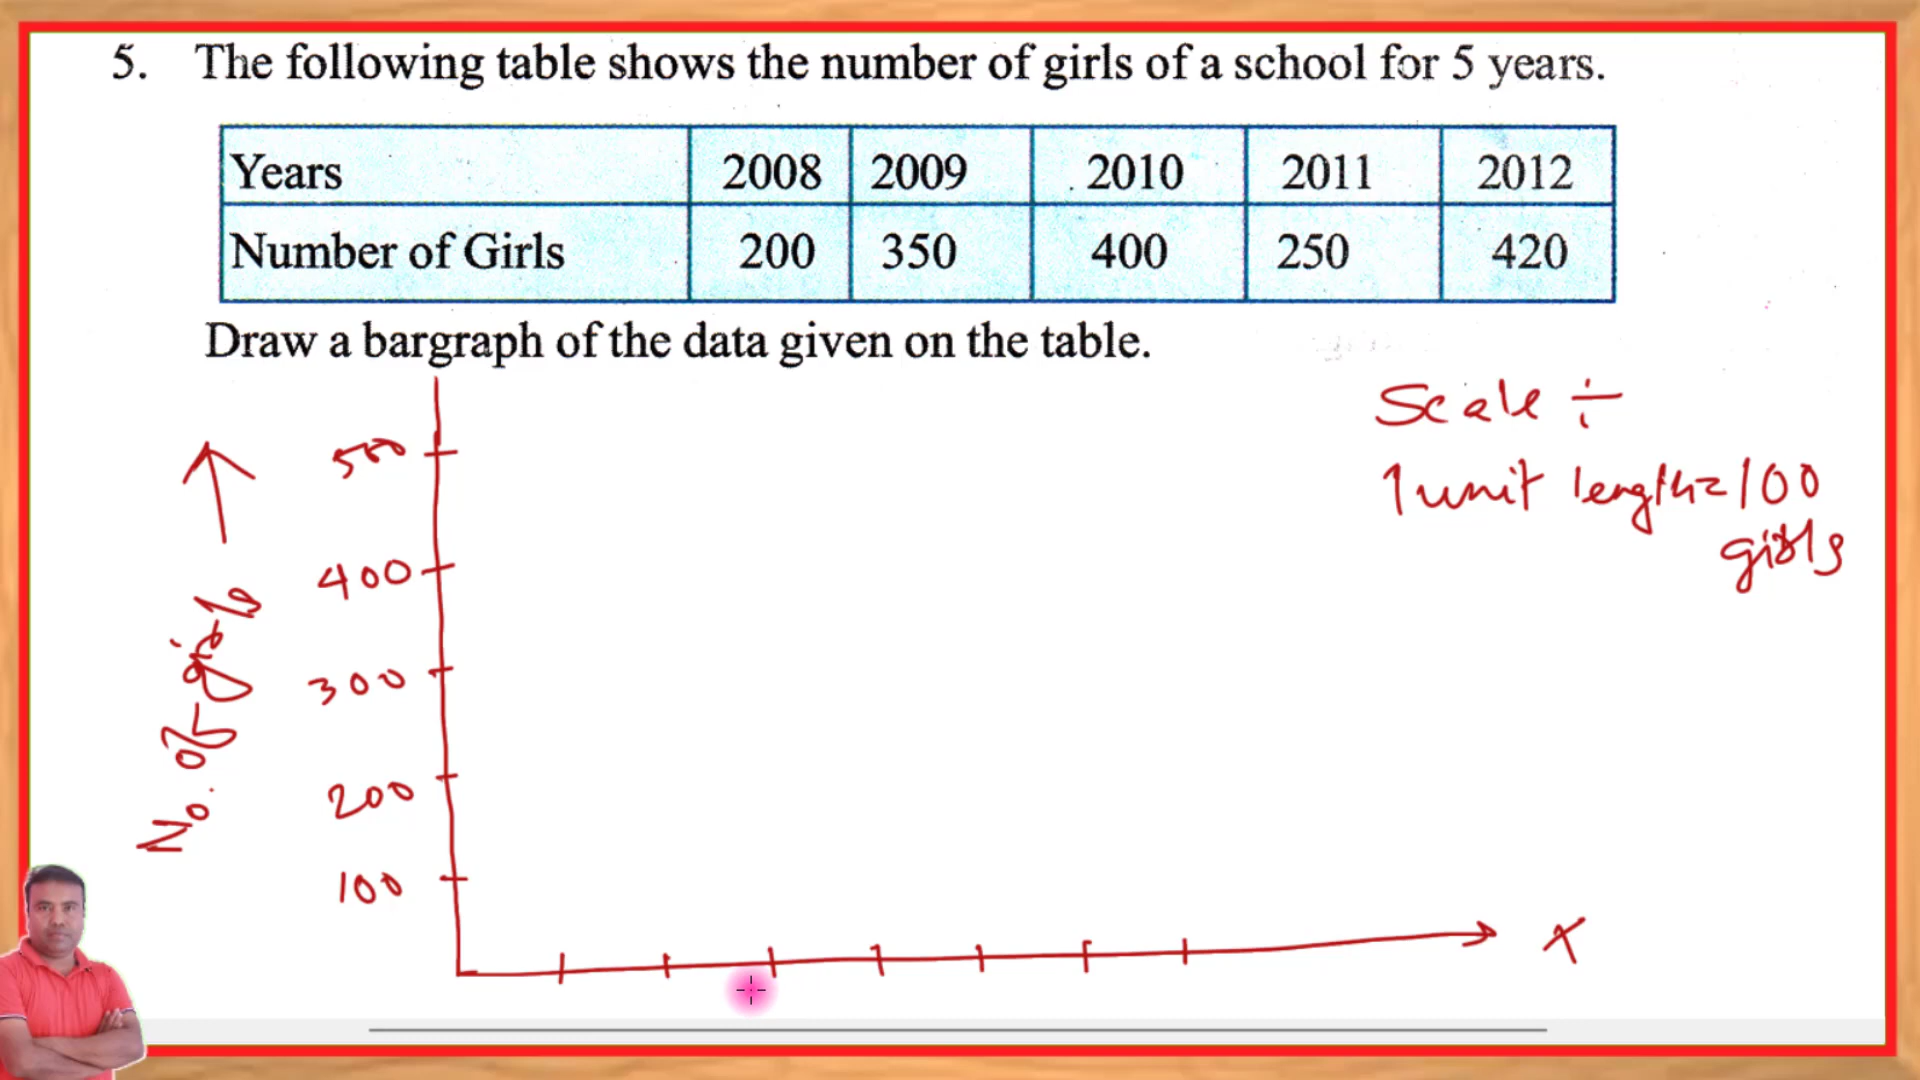 5. The following table shows the number of girls of a school for 5 years.
Years 2008 2009 2010 2011 2012
Number of Girls 200 350 400 250 420
Draw a bargraph of the data given on the table.
Scale ÷
1 unit length = 100
girls
No. of girls
500
400
300
200
100
X